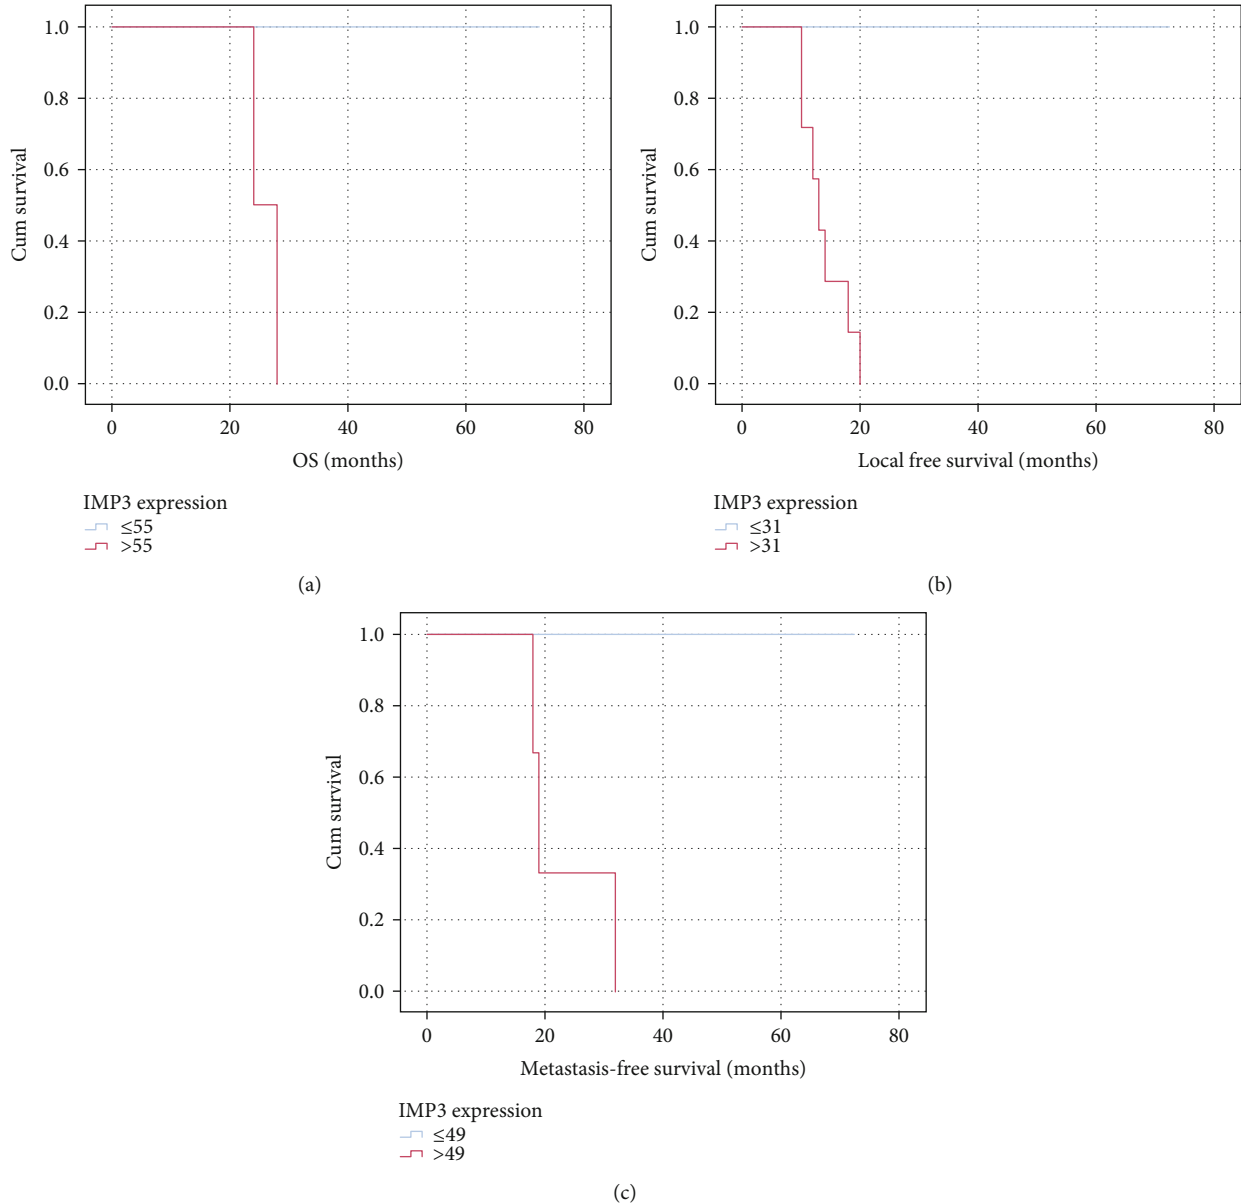 1.0
0.8
0.6
0.4
0.2
0.0
Cum survival
0 20 40 60 80
OS (months)
IMP3 expression
≤55
>55
(a)
1.0
0.8
0.6
0.4
0.2
0.0
Cum survival
0 20 40 60 80
Local free survival (months)
IMP3 expression
≤31
>31
(b)
1.0
0.8
0.6
0.4
0.2
0.0
Cum survival
0 20 40 60 80
Metastasis-free survival (months)
IMP3 expression
≤49
>49
(c)